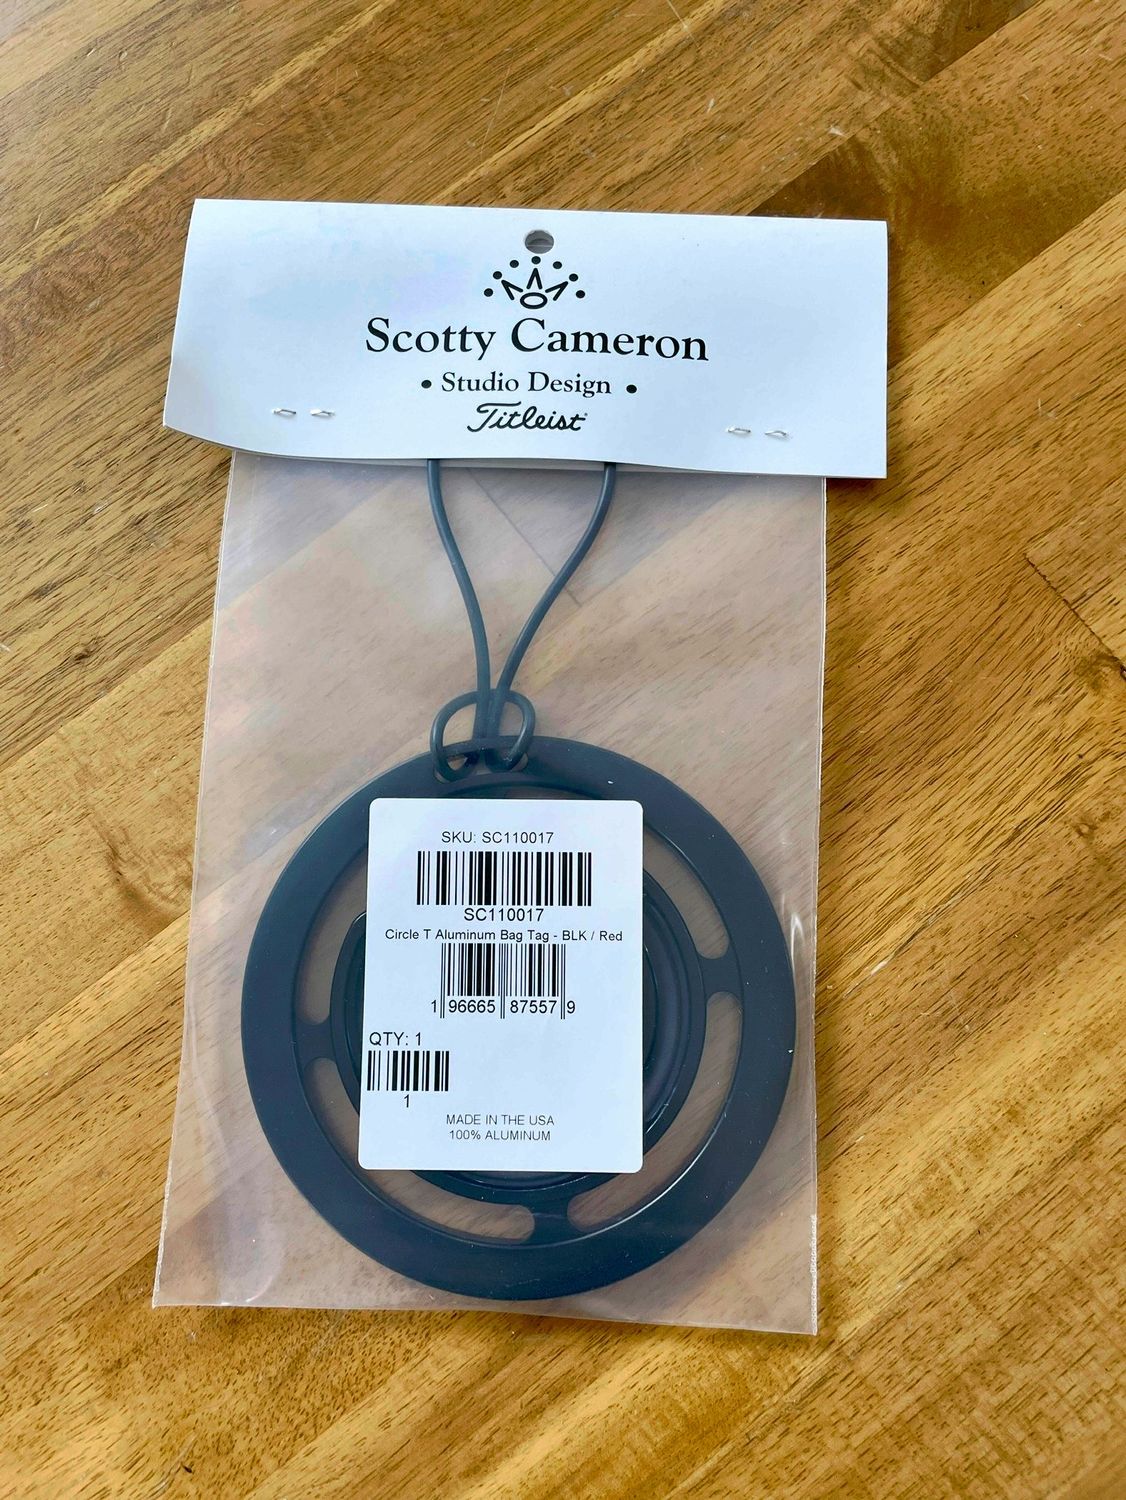 Scotty Cameron
• Studio Design •
Titleist
SKU: SC110017
SC110017
Circle T Aluminum Bag Tag - BLK / Red
1 96665 87557 9
QTY: 1
1
MADE IN THE USA
100% ALUMINUM